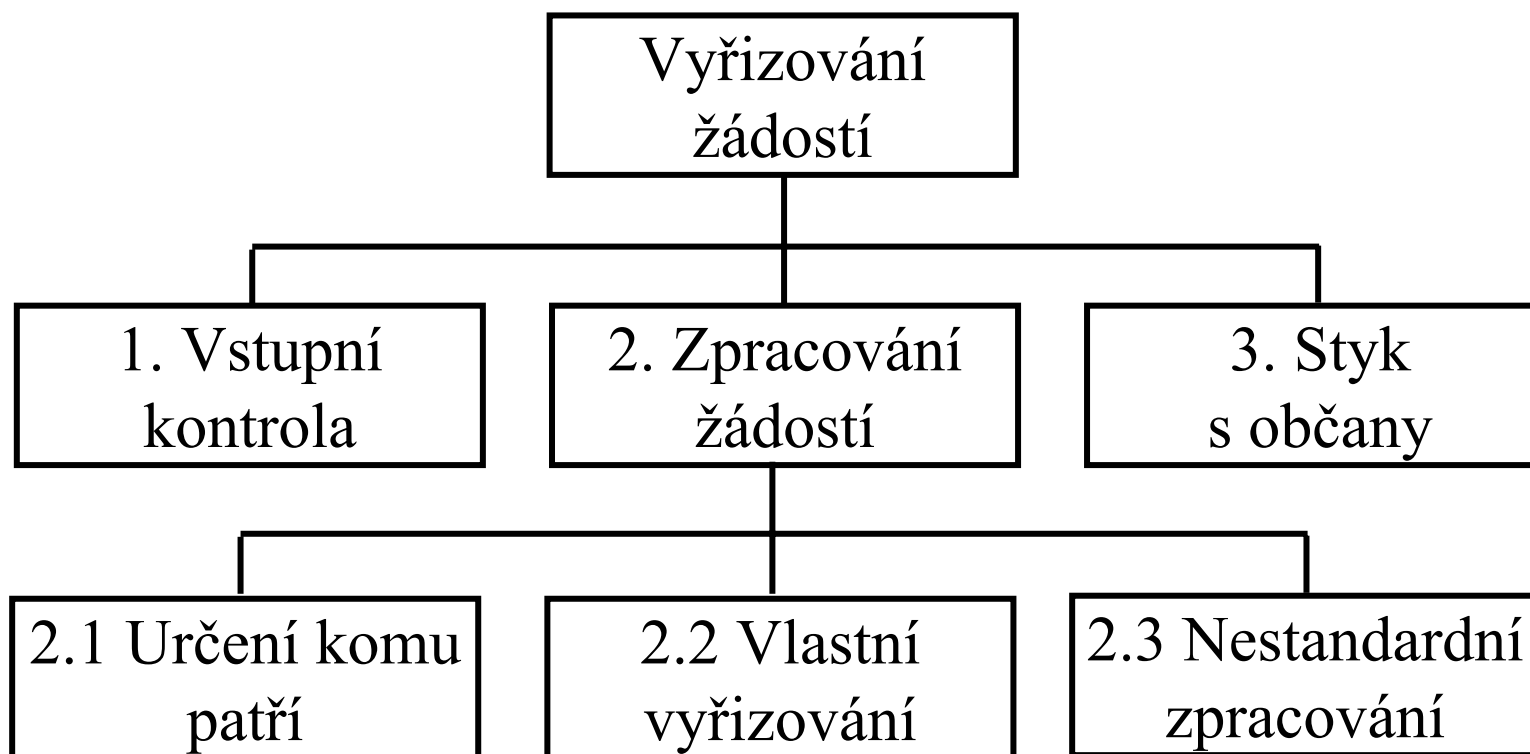 Vyřizování
žádostí
1. Vstupní
kontrola
2. Zpracování
žádostí
3. Styk
s občany
2.1 Určení komu
patří
2.2 Vlastní
vyřizování
2.3 Nestandardní
zpracování